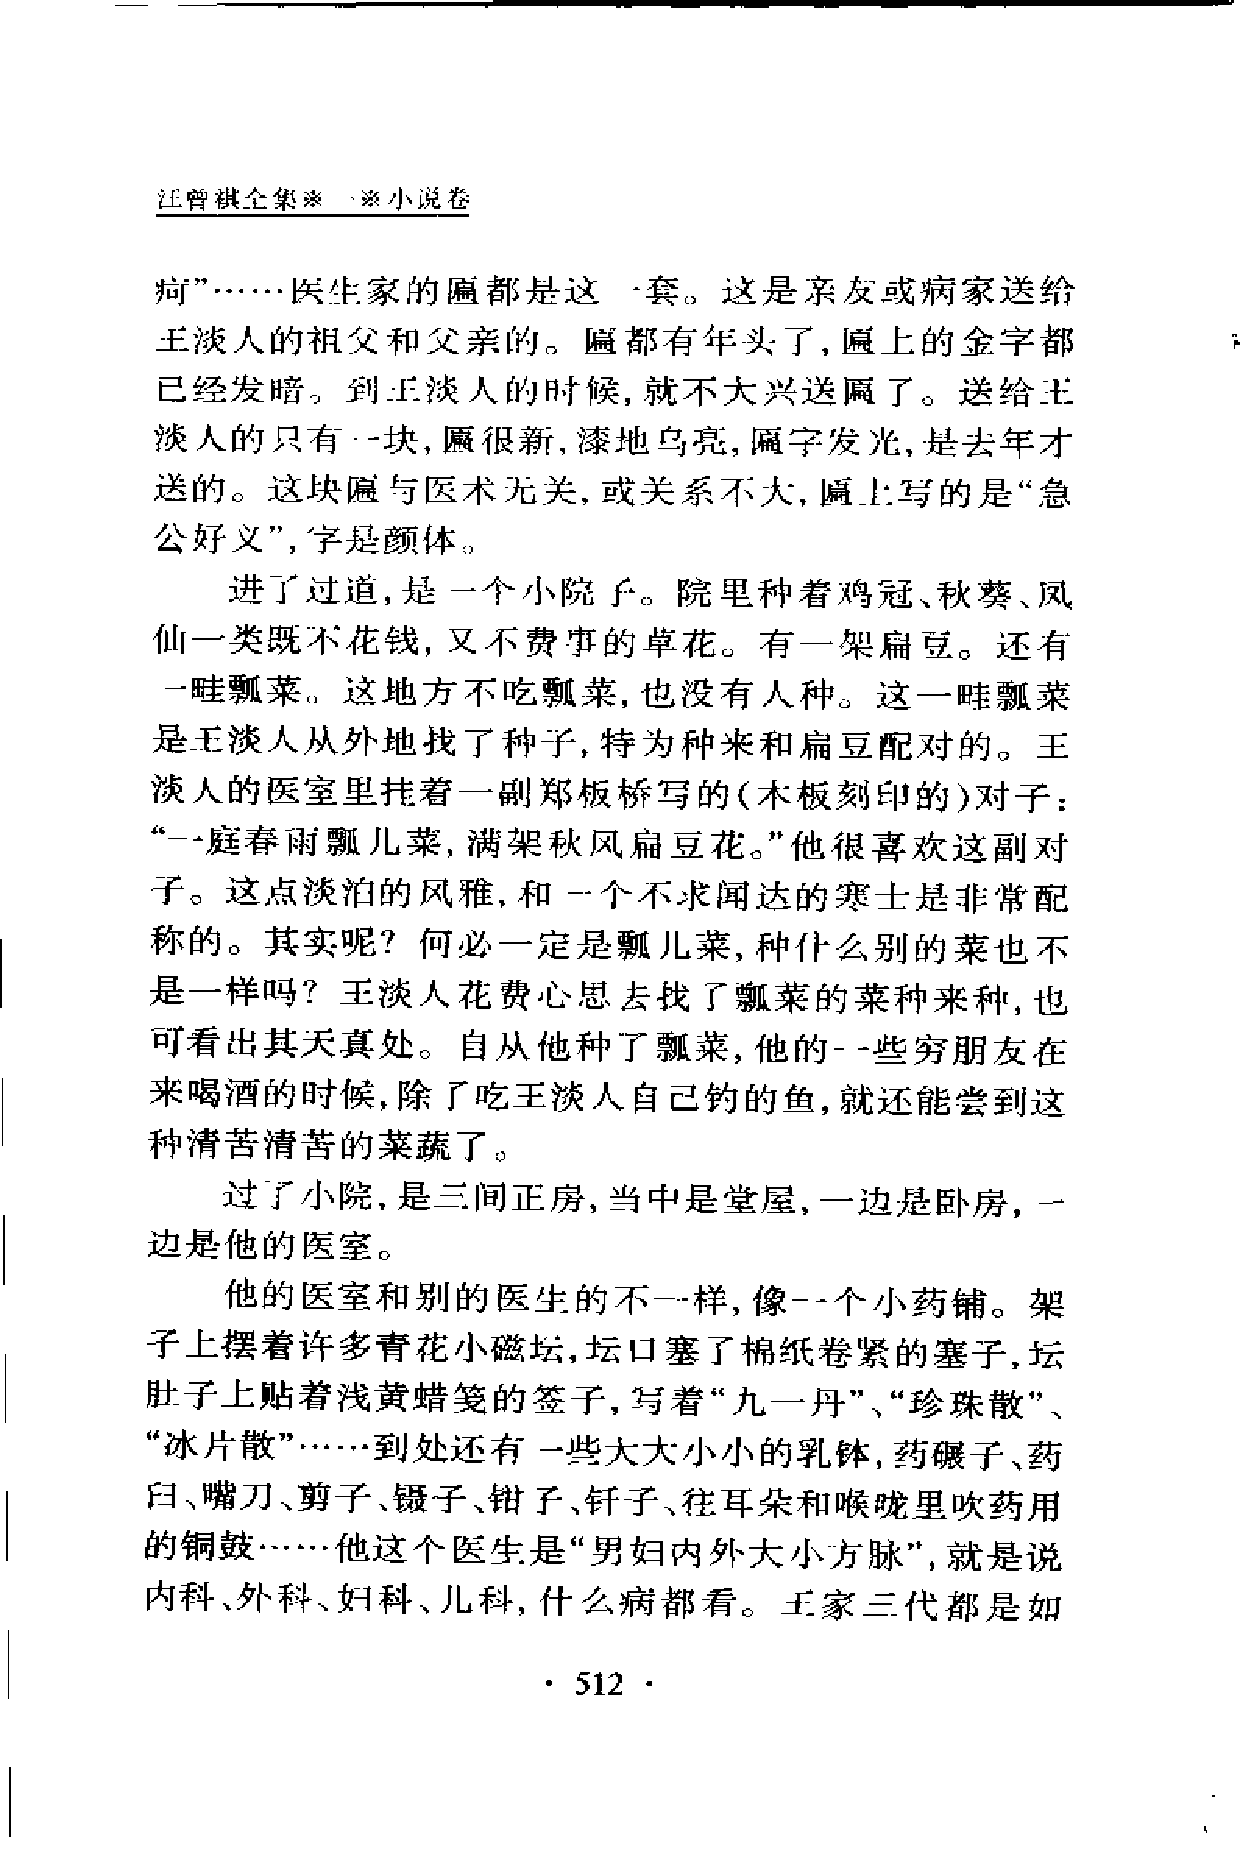 汪曾祺全集※一※小说卷
疴”……医生家的匾都是这一套。这是亲友或病家送给
王淡人的祖父和父亲的。匾都有年头了,匾上的金字都
已经发暗。到王淡人的时候,就不大兴送匾了。送给王
淡人的只有一块,匾很新,漆地乌亮,匾字发光,是去年才
送的。这块匾与医术无关,或关系不大,匾上写的是“急
公好义”,字是颜体。
进了过道,是一个小院子。院里种着鸡冠、秋葵、凤
仙一类既不花钱,又不费事的草花。有一架扁豆。还有
一畦瓢菜。这地方不吃瓢菜,也没有人种。这一畦瓢菜
是王淡人从外地找了种子,特为种来和扁豆配对的。王
淡人的医室里挂着一副郑板桥写的(木板刻印的)对子:
“一庭春雨瓢儿菜,满架秋风扁豆花。”他很喜欢这副对
子。这点淡泊的风雅,和一个不求闻达的寒士是非常配
称的。其实呢?何必一定是瓢儿菜,种什么别的菜也不
是一样吗?王淡人花费心思去找了瓢菜的菜种来种,也
可看出其天真处。自从他种了瓢菜,他的一些穷朋友在
来喝酒的时候,除了吃王淡人自己钓的鱼,就还能尝到这
种清苦清苦的菜蔬了。
过了小院,是三间正房,当中是堂屋,一边是卧房,一
边是他的医室。
他的医室和别的医生的不一样,像一个小药铺。架
子上摆着许多青花小磁坛,坛口塞了棉纸卷紧的塞子,坛
肚子上贴着浅黄蜡笺的签子,写着“九一丹”、“珍珠散”、
“冰片散”……到处还有一些大大小小的乳钵,药碾子、药
臼、嘴刀、剪子、镊子、钳子、钎子、往耳朵和喉咙里吹药用
的铜鼓……他这个医生是“男妇内外大小方脉”,就是说
内科、外科、妇科、儿科,什么病都看。王家三代都是如
· 512 ·